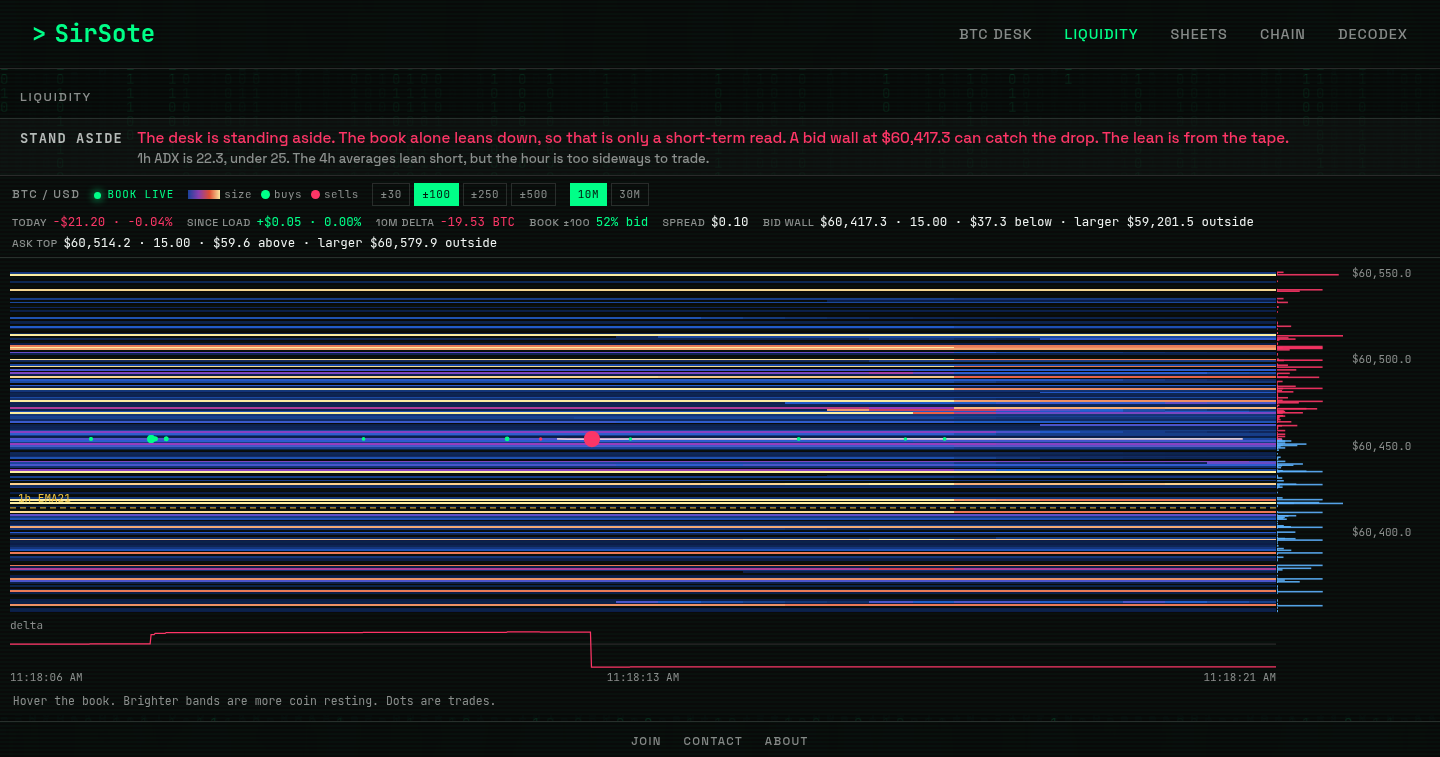 > SirSote
BTC DESK LIQUIDITY SHEETS CHAIN DECODEX
LIQUIDITY
STAND ASIDE The desk is standing aside. The book alone leans down, so that is only a short-term read. A bid wall at $60,417.3 can catch the drop. The lean is from the tape.
1h ADX is 22.3, under 25. The 4h averages lean short, but the hour is too sideways to trade.
BTC / USD BOOK LIVE size buys sells ±30 ±100 ±250 ±500 10M 30M
TODAY -$21.20 · -0.04% SINCE LOAD +$0.05 · 0.00% 10M DELTA -19.53 BTC BOOK ±100 52% bid SPREAD $0.10 BID WALL $60,417.3 · 15.00 · $37.3 below · larger $59,201.5 outside
ASK TOP $60,514.2 · 15.00 · $59.6 above · larger $60,579.9 outside
$60,550.0
$60,500.0
$60,450.0
1h EMA21
$60,400.0
delta
11:18:06 AM 11:18:13 AM 11:18:21 AM
Hover the book. Brighter bands are more coin resting. Dots are trades.
JOIN CONTACT ABOUT